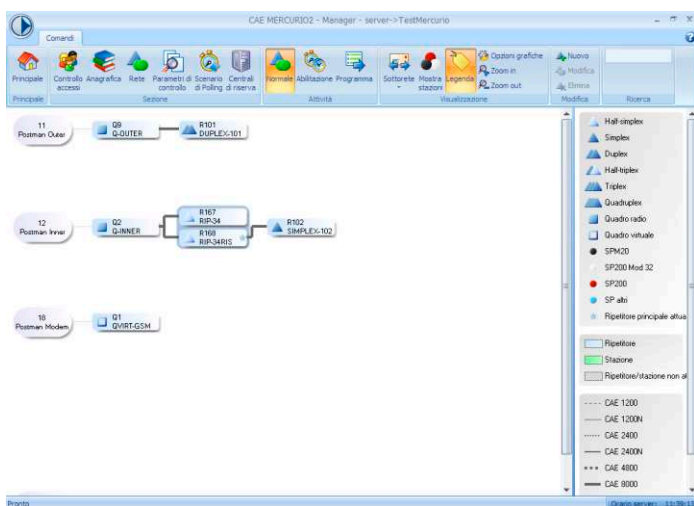 CAE MERCURIO2 - Manager - server->TestMercurio
Comandi
Principale
Controllo accessi
Anagrafica
Rete
Parametri di controllo
Scenario di Polling
Centrali di riserva
Normale
Abilitazione
Programma
Sottorete
Mostra stazioni
Legenda
Opzioni grafiche
Zoom in
Zoom out
Nuovo
Modifica
Elimina
Principale
Sezione
Attività
Visualizzazione
Modifica
Ricerca
11
Postman Outer
Q9
Q-OUTER
R101
DUPLEX-101
12
Postman Inner
Q2
Q-INNER
R167
RIP-34
R168
RIP-34RIS
R102
SIMPLEX-102
18
Postman Modem
Q1
QVIRT-GSM
Half-simplex
Simplex
Duplex
Half-triplex
Triplex
Quadruplex
Quadro radio
Quadro virtuale
SPM20
SP200 Mod 32
SP200
SP altri
Ripetitore principale attua
Ripetitore
Stazione
Ripetitore/stazione non al
CAE 1200
CAE 1200N
CAE 2400
CAE 2400N
CAE 4800
CAE 8000
Pronto
Orario server: 11:39:13